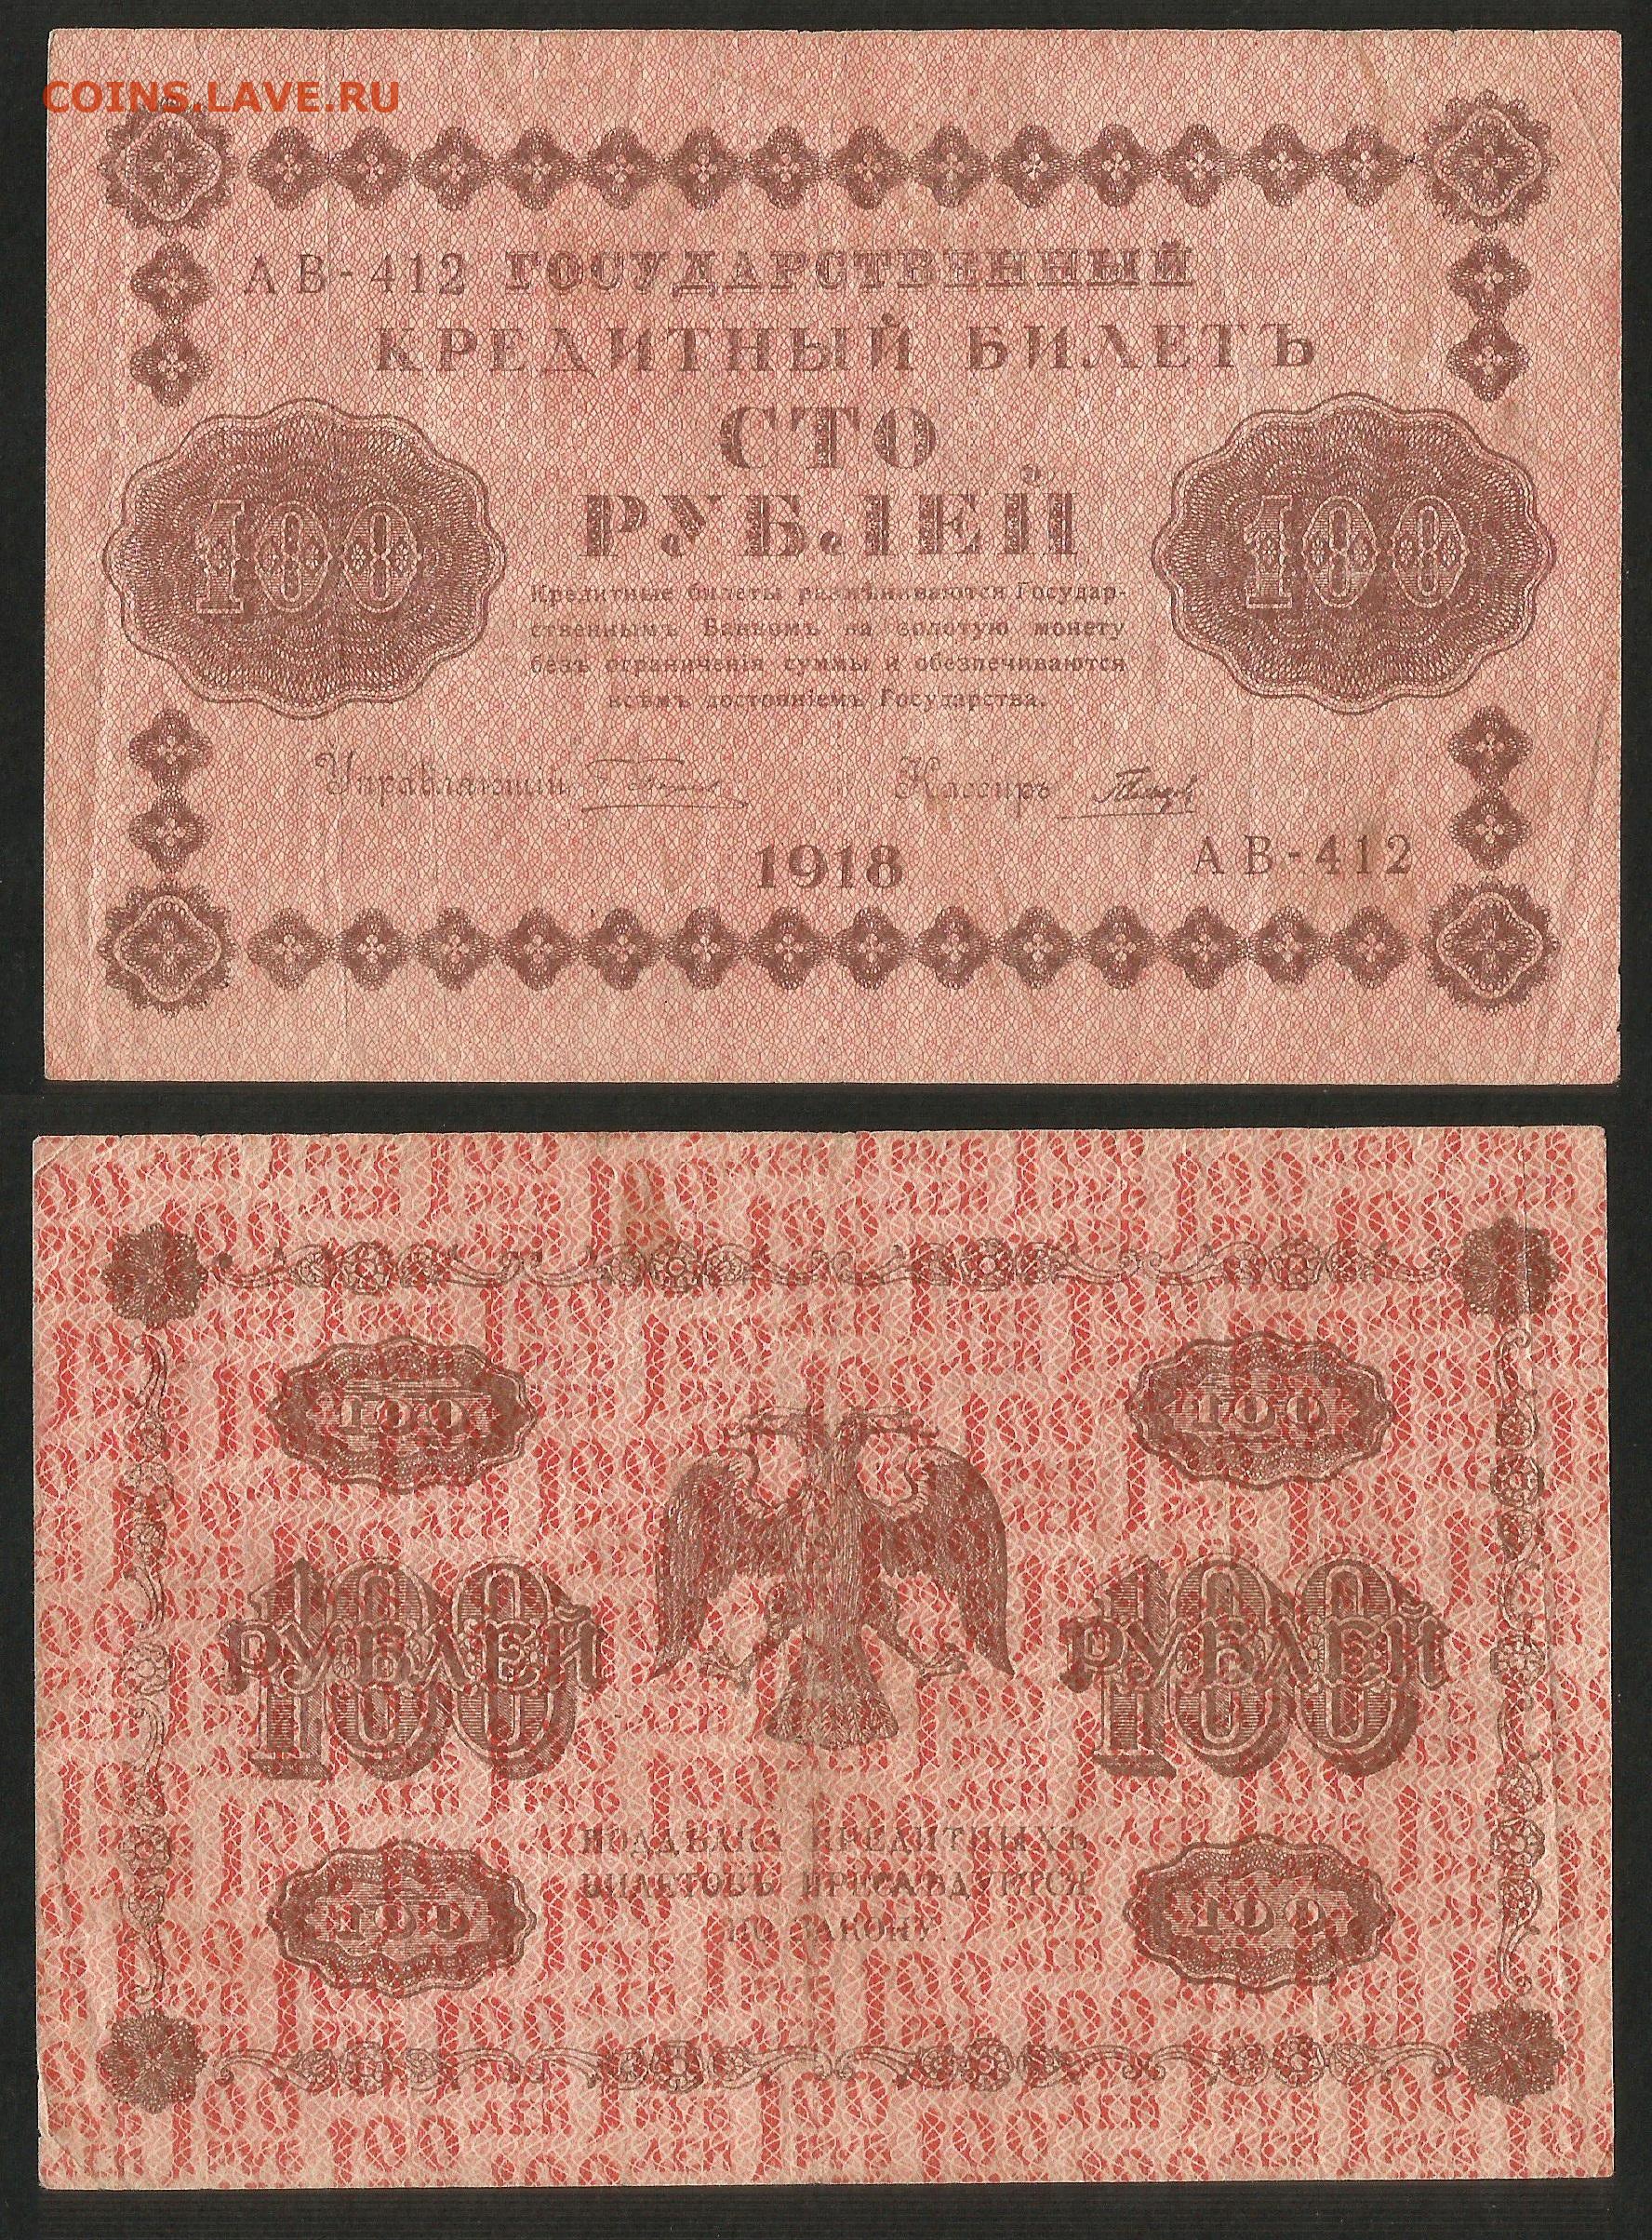 COINS.LAVE.RU
АВ-412 ГОСУДАРСТВЕННЫЙ
КРЕДИТНЫЙ БИЛЕТЪ
СТО
РУБЛЕЙ
100 100
Кредитные билеты размѣниваются Государ-
ственнымъ Банкомъ на золотую монету
безъ ограниченія суммы и обезпечиваются
всѣмъ достояніемъ Государства.
Управляющій Кассиръ
1918 АВ-412
100 100
100 100
РУБЛЕЙ РУБЛЕЙ
100 100
ПОДДѢЛКА КРЕДИТНЫХЪ
БИЛЕТОВЪ ПРЕСЛѢДУЕТСЯ
ПО ЗАКОНУ.
100 100